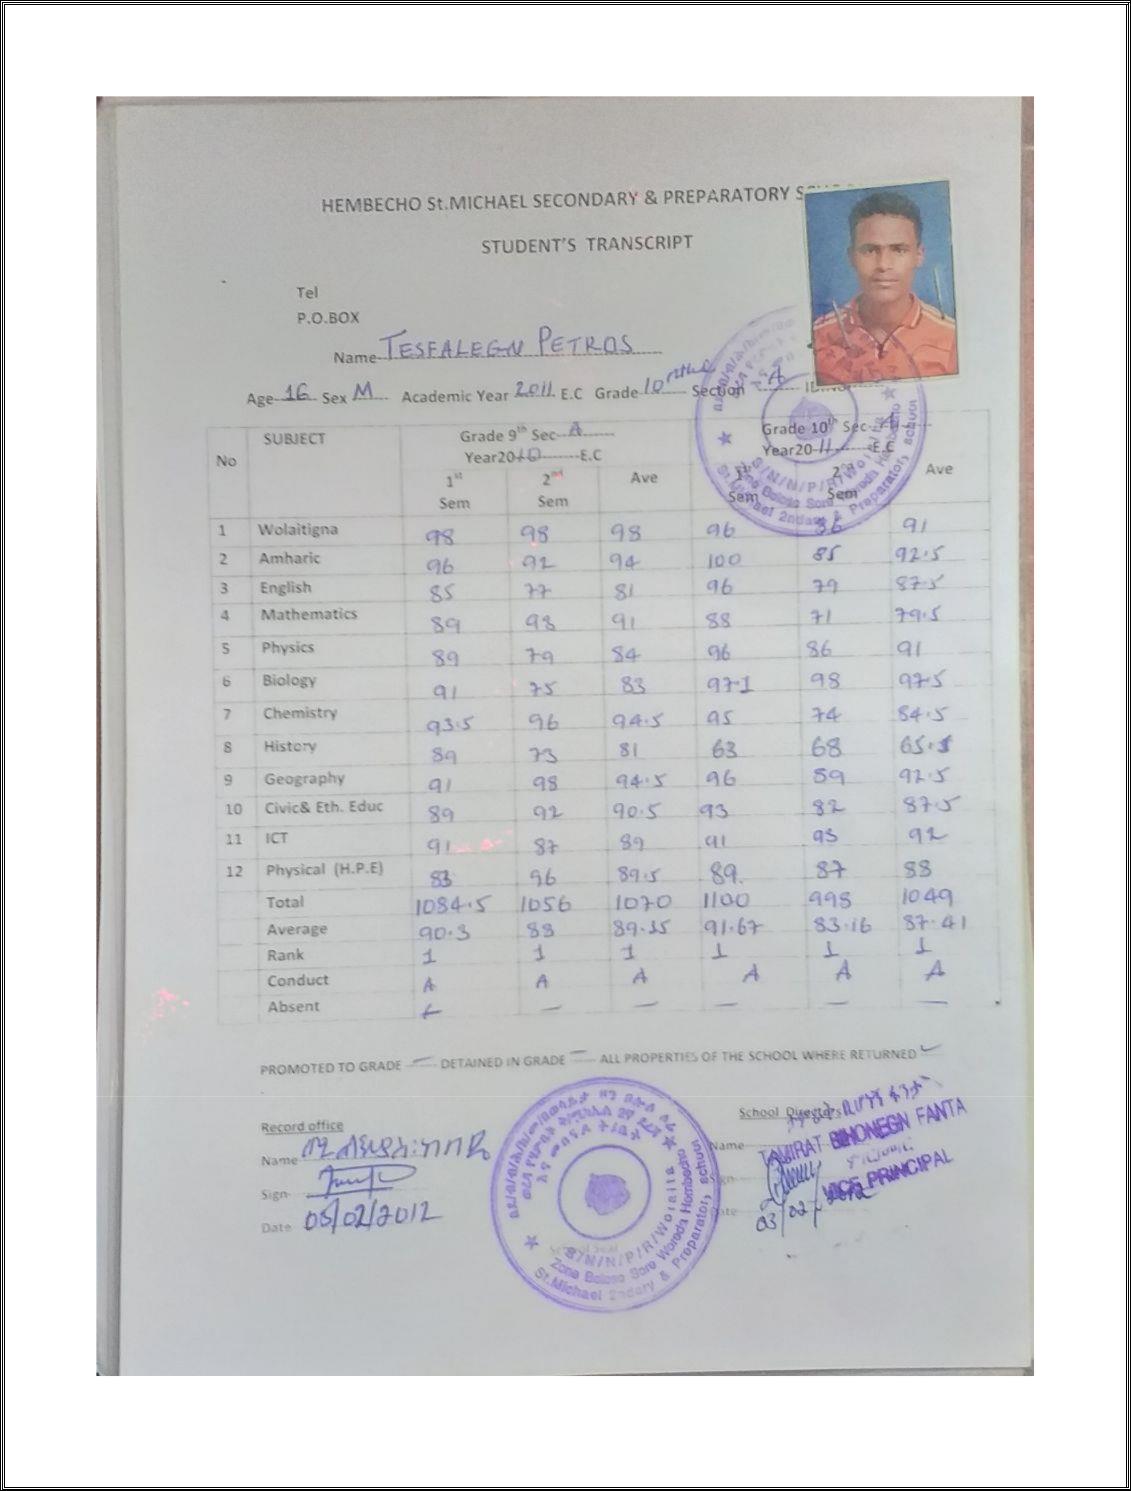 HEMBECHO St.MICHAEL SECONDARY & PREPARATORY
STUDENT'S TRANSCRIPT
Tel
P.O.BOX
Name TESFALEGN PETROS
Age 16 Sex M Academic Year 2011 E.C Grade 10 Section A
No SUBJECT Grade 9th Sec A Grade 10th Sec A
Year2010 E.C Year2011 E.C
1st Sem 2nd Sem Ave 1st Sem 2nd Sem Ave
1 Wolaitigna 98 98 98 96 86 91
2 Amharic 96 92 94 100 85 92.5
3 English 85 77 81 96 79 87.5
4 Mathematics 89 93 91 88 71 79.5
5 Physics 89 79 84 96 86 91
6 Biology 91 75 83 97.1 98 97.5
7 Chemistry 93.5 96 94.5 95 74 84.5
8 History 89 73 81 63 68 65.5
9 Geography 91 98 94.5 96 89 92.5
10 Civic& Eth. Educ 89 92 90.5 93 82 87.5
11 ICT 91 87 89 91 93 92
12 Physical (H.P.E) 83 96 89.5 89. 87 88
Total 1084.5 1056 1070 1100 998 1049
Average 90.3 88 91.67 83.16 87.41
Rank 1 1 1 1 1 1
Conduct A A A A A A
Absent — — — — —
PROMOTED TO GRADE — DETAINED IN GRADE — ALL PROPERTIES OF THE SCHOOL WHERE RETURNED ✓
Record office
Name
Sign
Date 05/02/2012
School Directors
Name TAMIRAT BIHONEGN FANTA
Sign VICE PRINCIPAL
Date 03/02/2012
S/N/N/P/R/Wolaita
Zone Boloso Sore Woreda Hembecho
St.Michael 2ndary & Preparatory school